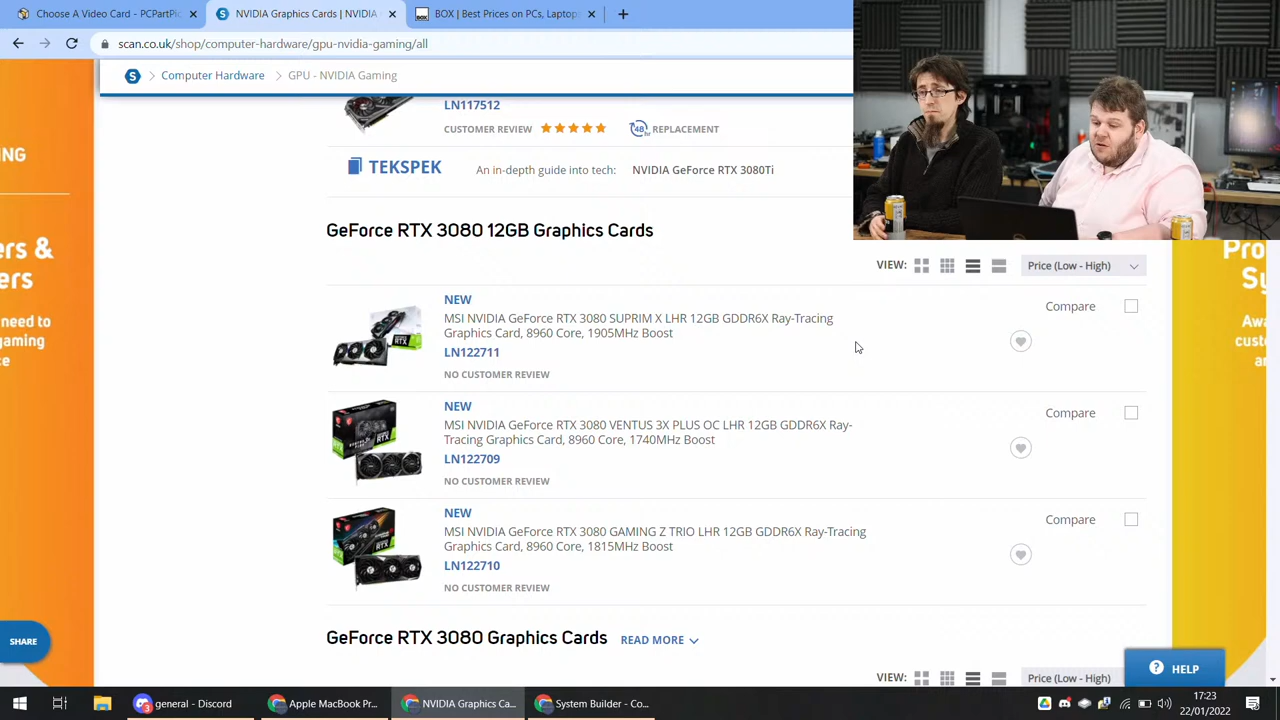 Choose A Video Card - PCPartPic
NVIDIA Graphics Cards | NVIDIA
BOX | Best Prices on PCs, Laptops
scan.co.uk/shop/computer-hardware/gpu-nvidia-gaming/all
Computer Hardware
GPU - NVIDIA Gaming
LN117512
CUSTOMER REVIEW
48
REPLACEMENT
TEKSPEK
An in-depth guide into tech:
NVIDIA GeForce RTX 3080Ti
GeForce RTX 3080 12GB Graphics Cards
VIEW:
Price (Low - High)
NEW
MSI NVIDIA GeForce RTX 3080 SUPRIM X LHR 12GB GDDR6X Ray-Tracing
Graphics Card, 8960 Core, 1905MHz Boost
LN122711
NO CUSTOMER REVIEW
Compare
NEW
MSI NVIDIA GeForce RTX 3080 VENTUS 3X PLUS OC LHR 12GB GDDR6X Ray-
Tracing Graphics Card, 8960 Core, 1740MHz Boost
LN122709
NO CUSTOMER REVIEW
Compare
NEW
MSI NVIDIA GeForce RTX 3080 GAMING Z TRIO LHR 12GB GDDR6X Ray-Tracing
Graphics Card, 8960 Core, 1815MHz Boost
LN122710
NO CUSTOMER REVIEW
Compare
GeForce RTX 3080 Graphics Cards
READ MORE
VIEW:
Price (Low - High)
HELP
SHARE
general - Discord
Apple MacBook Pr...
NVIDIA Graphics Ca...
System Builder - Co...
17:23
22/01/2022